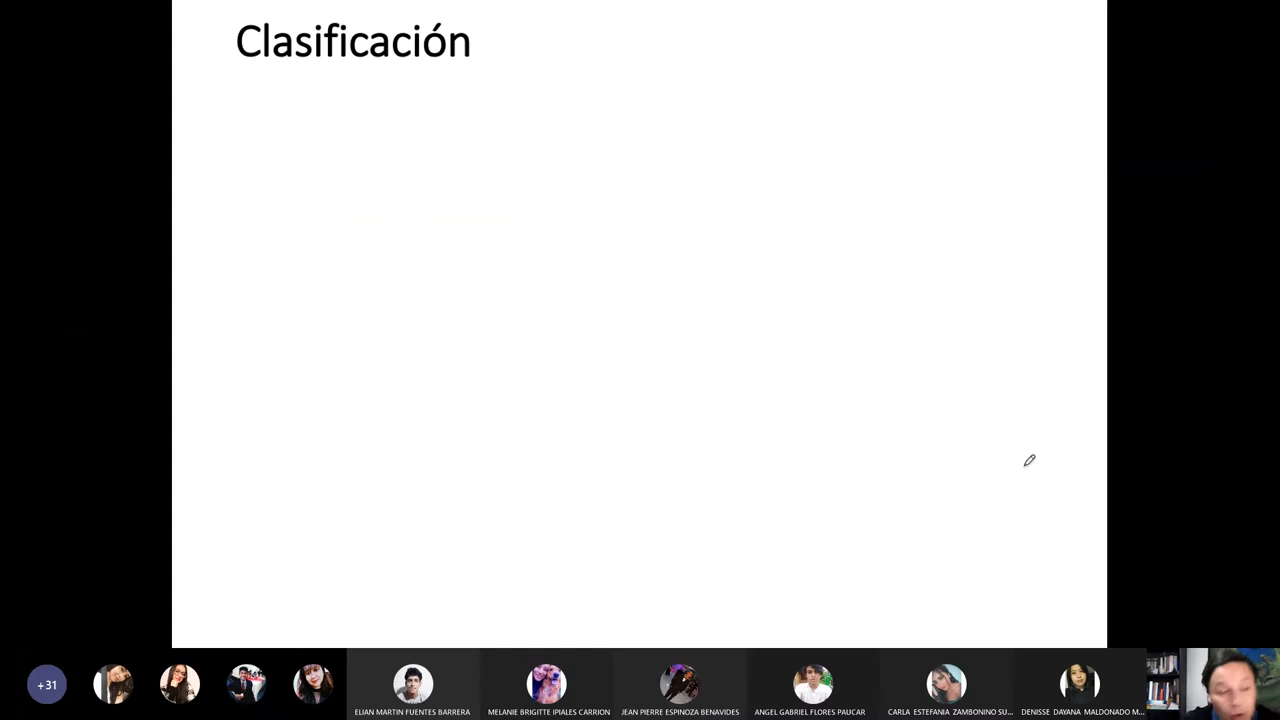 Clasificación
+31
ELIAN MARTIN FUENTES BARRERA
MELANIE BRIGITTE IPIALES CARRION
JEAN PIERRE ESPINOZA BENAVIDES
ANGEL GABRIEL FLORES PAUCAR
CARLA ESTEFANIA ZAMBONINO SU...
DENISSE DAYANA MALDONADO M...